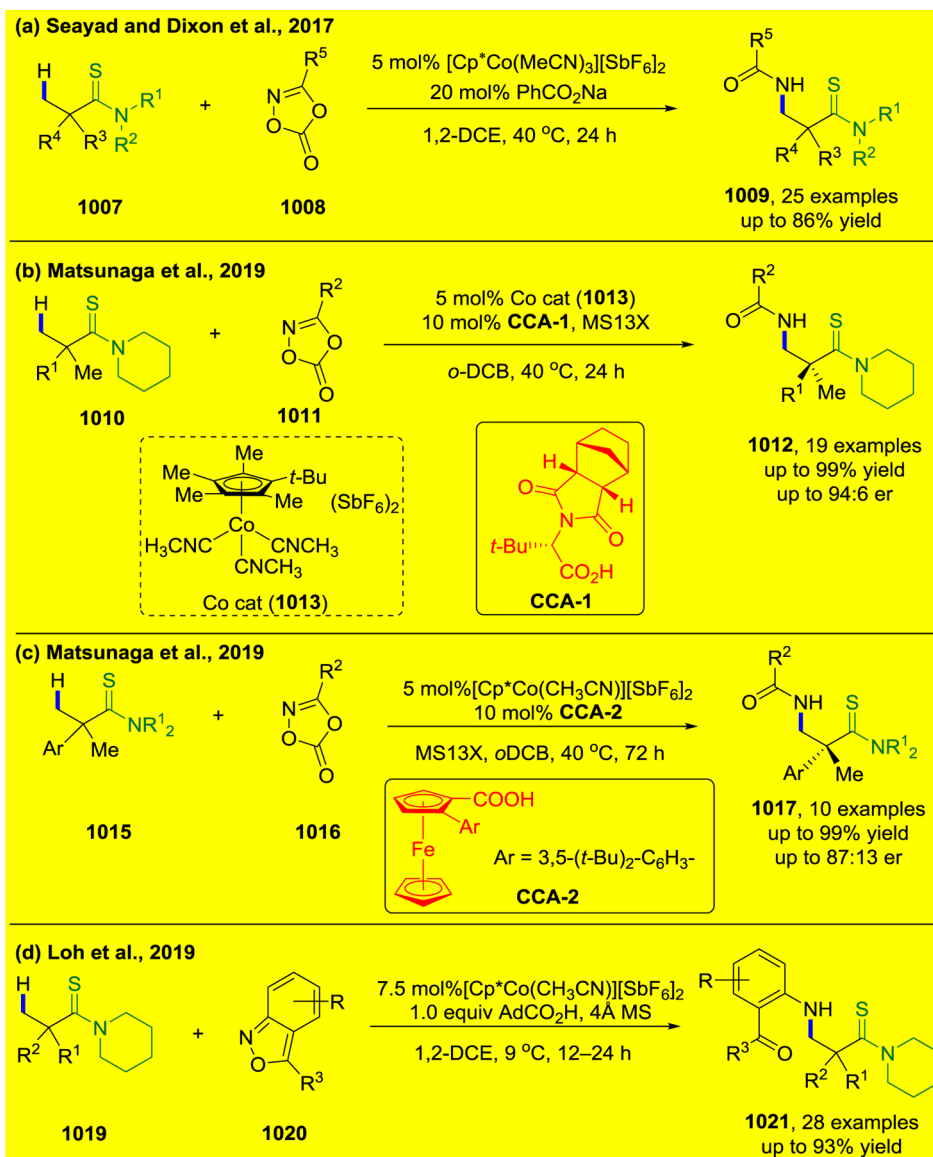 (a) Seayad and Dixon et al., 2017
H
S
N
R1
R2
R3
R4
1007
+
R5
N
O
O
O
1008
5 mol% [Cp*Co(MeCN)3][SbF6]2
20 mol% PhCO2Na
1,2-DCE, 40 oC, 24 h
R5
O
NH
S
N
R1
R2
R3
R4
1009, 25 examples
up to 86% yield
(b) Matsunaga et al., 2019
H
S
N
R1
Me
1010
+
R2
N
O
O
O
1011
5 mol% Co cat (1013)
10 mol% CCA-1, MS13X
o-DCB, 40 oC, 24 h
R2
O
NH
S
N
R1
Me
1012, 19 examples
up to 99% yield
up to 94:6 er
Me
Me
t-Bu
Me
Me
(SbF6)2
Co
H3CNC
CNCH3
CNCH3
Co cat (1013)
H
H
O
N
O
t-Bu
CO2H
CCA-1
(c) Matsunaga et al., 2019
H
S
NR12
Ar
Me
1015
+
R2
N
O
O
O
1016
5 mol%[Cp*Co(CH3CN)][SbF6]2
10 mol% CCA-2
MS13X, oDCB, 40 oC, 72 h
COOH
Ar
Fe
Ar = 3,5-(t-Bu)2-C6H3-
CCA-2
R2
O
NH
S
NR12
Ar
Me
1017, 10 examples
up to 99% yield
up to 87:13 er
(d) Loh et al., 2019
H
S
N
R2
R1
1019
+
R
N
O
R3
1020
7.5 mol%[Cp*Co(CH3CN)][SbF6]2
1.0 equiv AdCO2H, 4Å MS
1,2-DCE, 9 oC, 12–24 h
R
NH
S
R3
O
N
R2
R1
1021, 28 examples
up to 93% yield